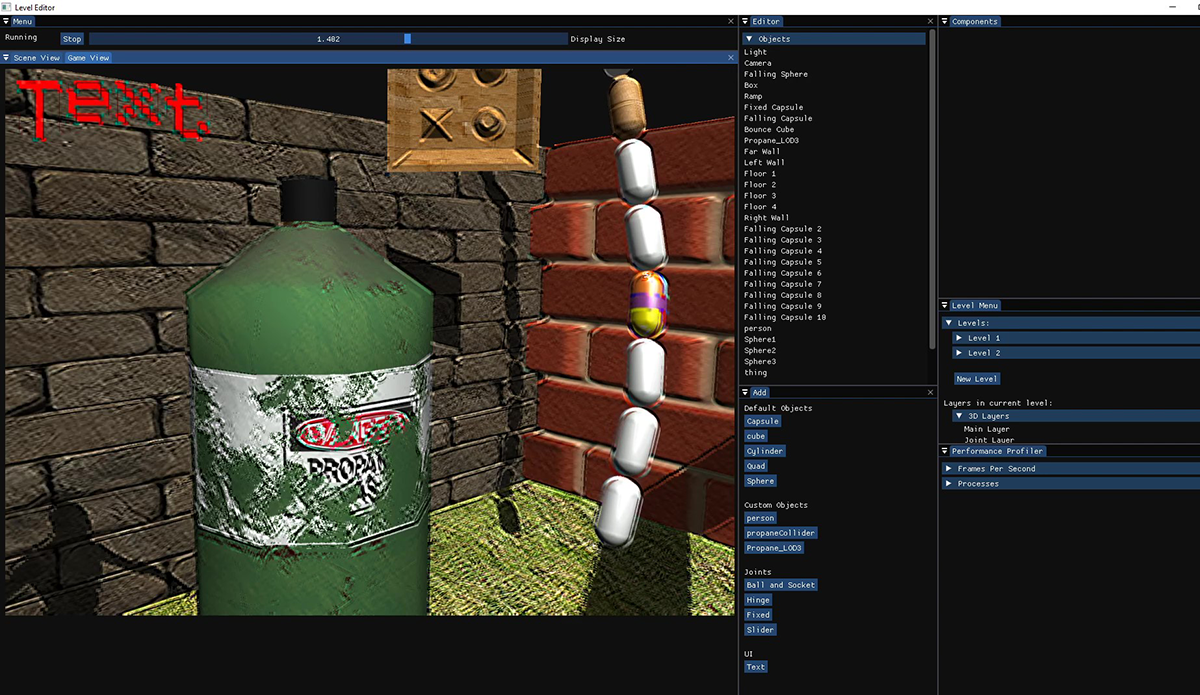 Level Editor
Menu
Running
Stop
1.482
Display Size
Scene View
Game View
Text
PROPAN
Editor
Objects
Light
Camera
Falling Sphere
Box
Ramp
Fixed Capsule
Falling Capsule
Bounce Cube
Propane_LOD3
Far Wall
Left Wall
Floor 1
Floor 2
Floor 3
Floor 4
Right Wall
Falling Capsule 2
Falling Capsule 3
Falling Capsule 4
Falling Capsule 5
Falling Capsule 6
Falling Capsule 7
Falling Capsule 8
Falling Capsule 9
Falling Capsule 10
person
Sphere1
Sphere2
Sphere3
thing
Add
Default Objects
Capsule
cube
Cylinder
Quad
Sphere
Custom Objects
person
propaneCollider
Propane_LOD3
Joints
Ball and Socket
Hinge
Fixed
Slider
UI
Text
Components
Level Menu
Levels:
Level 1
Level 2
New Level
Layers in current level:
3D Layers
Main Layer
Joint Layer
Performance Profiler
Frames Per Second
Processes